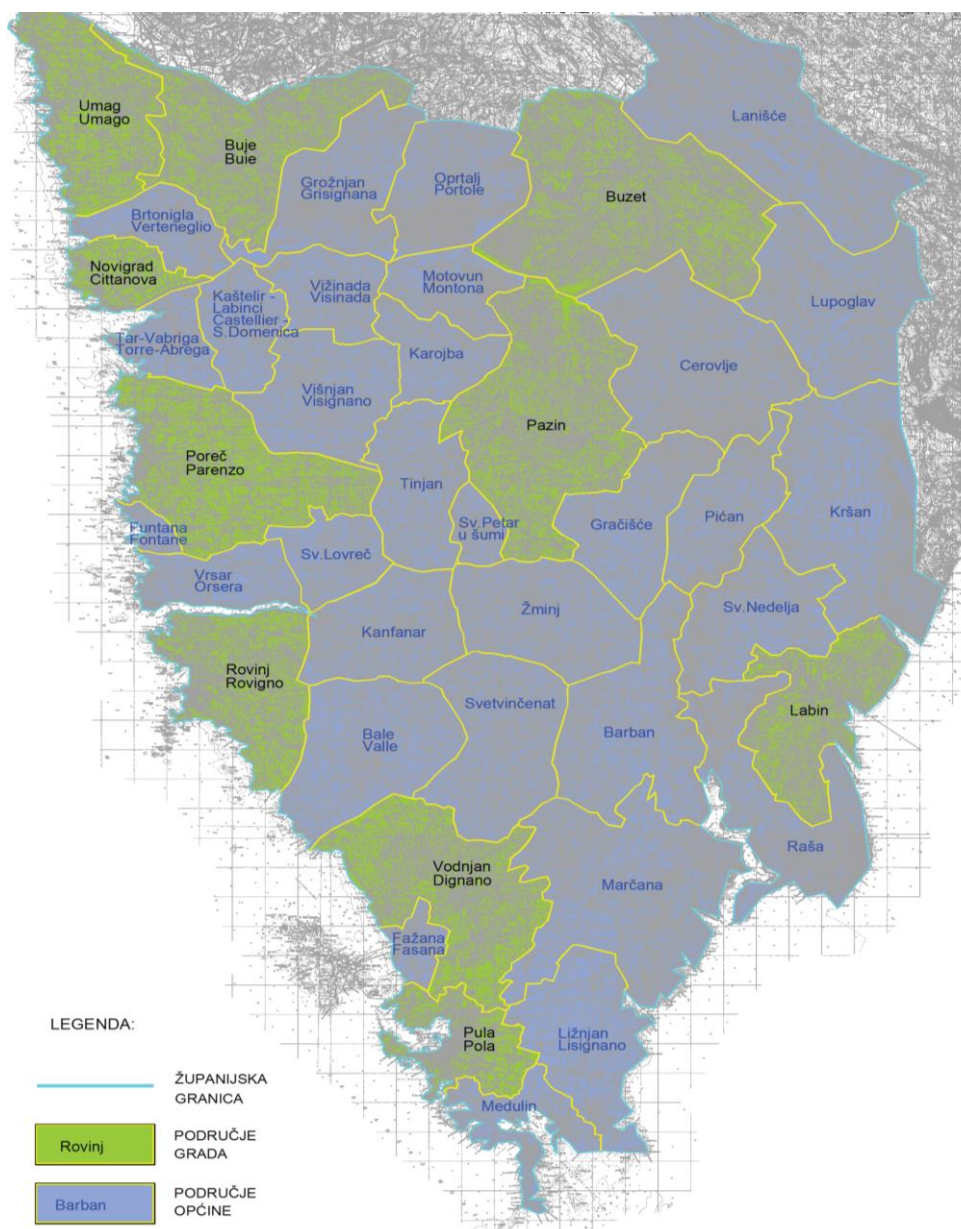 Umag
Umago
Buje
Buie
Lanišće
Grožnjan
Grisignana
Oprtalj
Portole
Buzet
Brtonigla
Verteneglio
Novigrad
Cittanova
Kaštelir -
Labinci
Castellier -
S.Domenica
Vižinada
Visinada
Motovun
Montona
Lupoglav
Tar-Vabriga
Torre-Abrega
Karojba
Cerovlje
Višnjan
Visignano
Pazin
Poreč
Parenzo
Tinjan
Funtana
Fontane
Sv.Petar
u šumi
Gračišće
Pićan
Kršan
Sv.Lovreč
Vrsar
Orsera
Kanfanar
Žminj
Sv.Nedelja
Rovinj
Rovigno
Svetvinčenat
Labin
Bale
Valle
Barban
Raša
Vodnjan
Dignano
Marčana
Fažana
Fasana
Pula
Pola
Ližnjan
Lisignano
Medulin
LEGENDA:
ŽUPANIJSKA
GRANICA
Rovinj
PODRUČJE
GRADA
Barban
PODRUČJE
OPĆINE